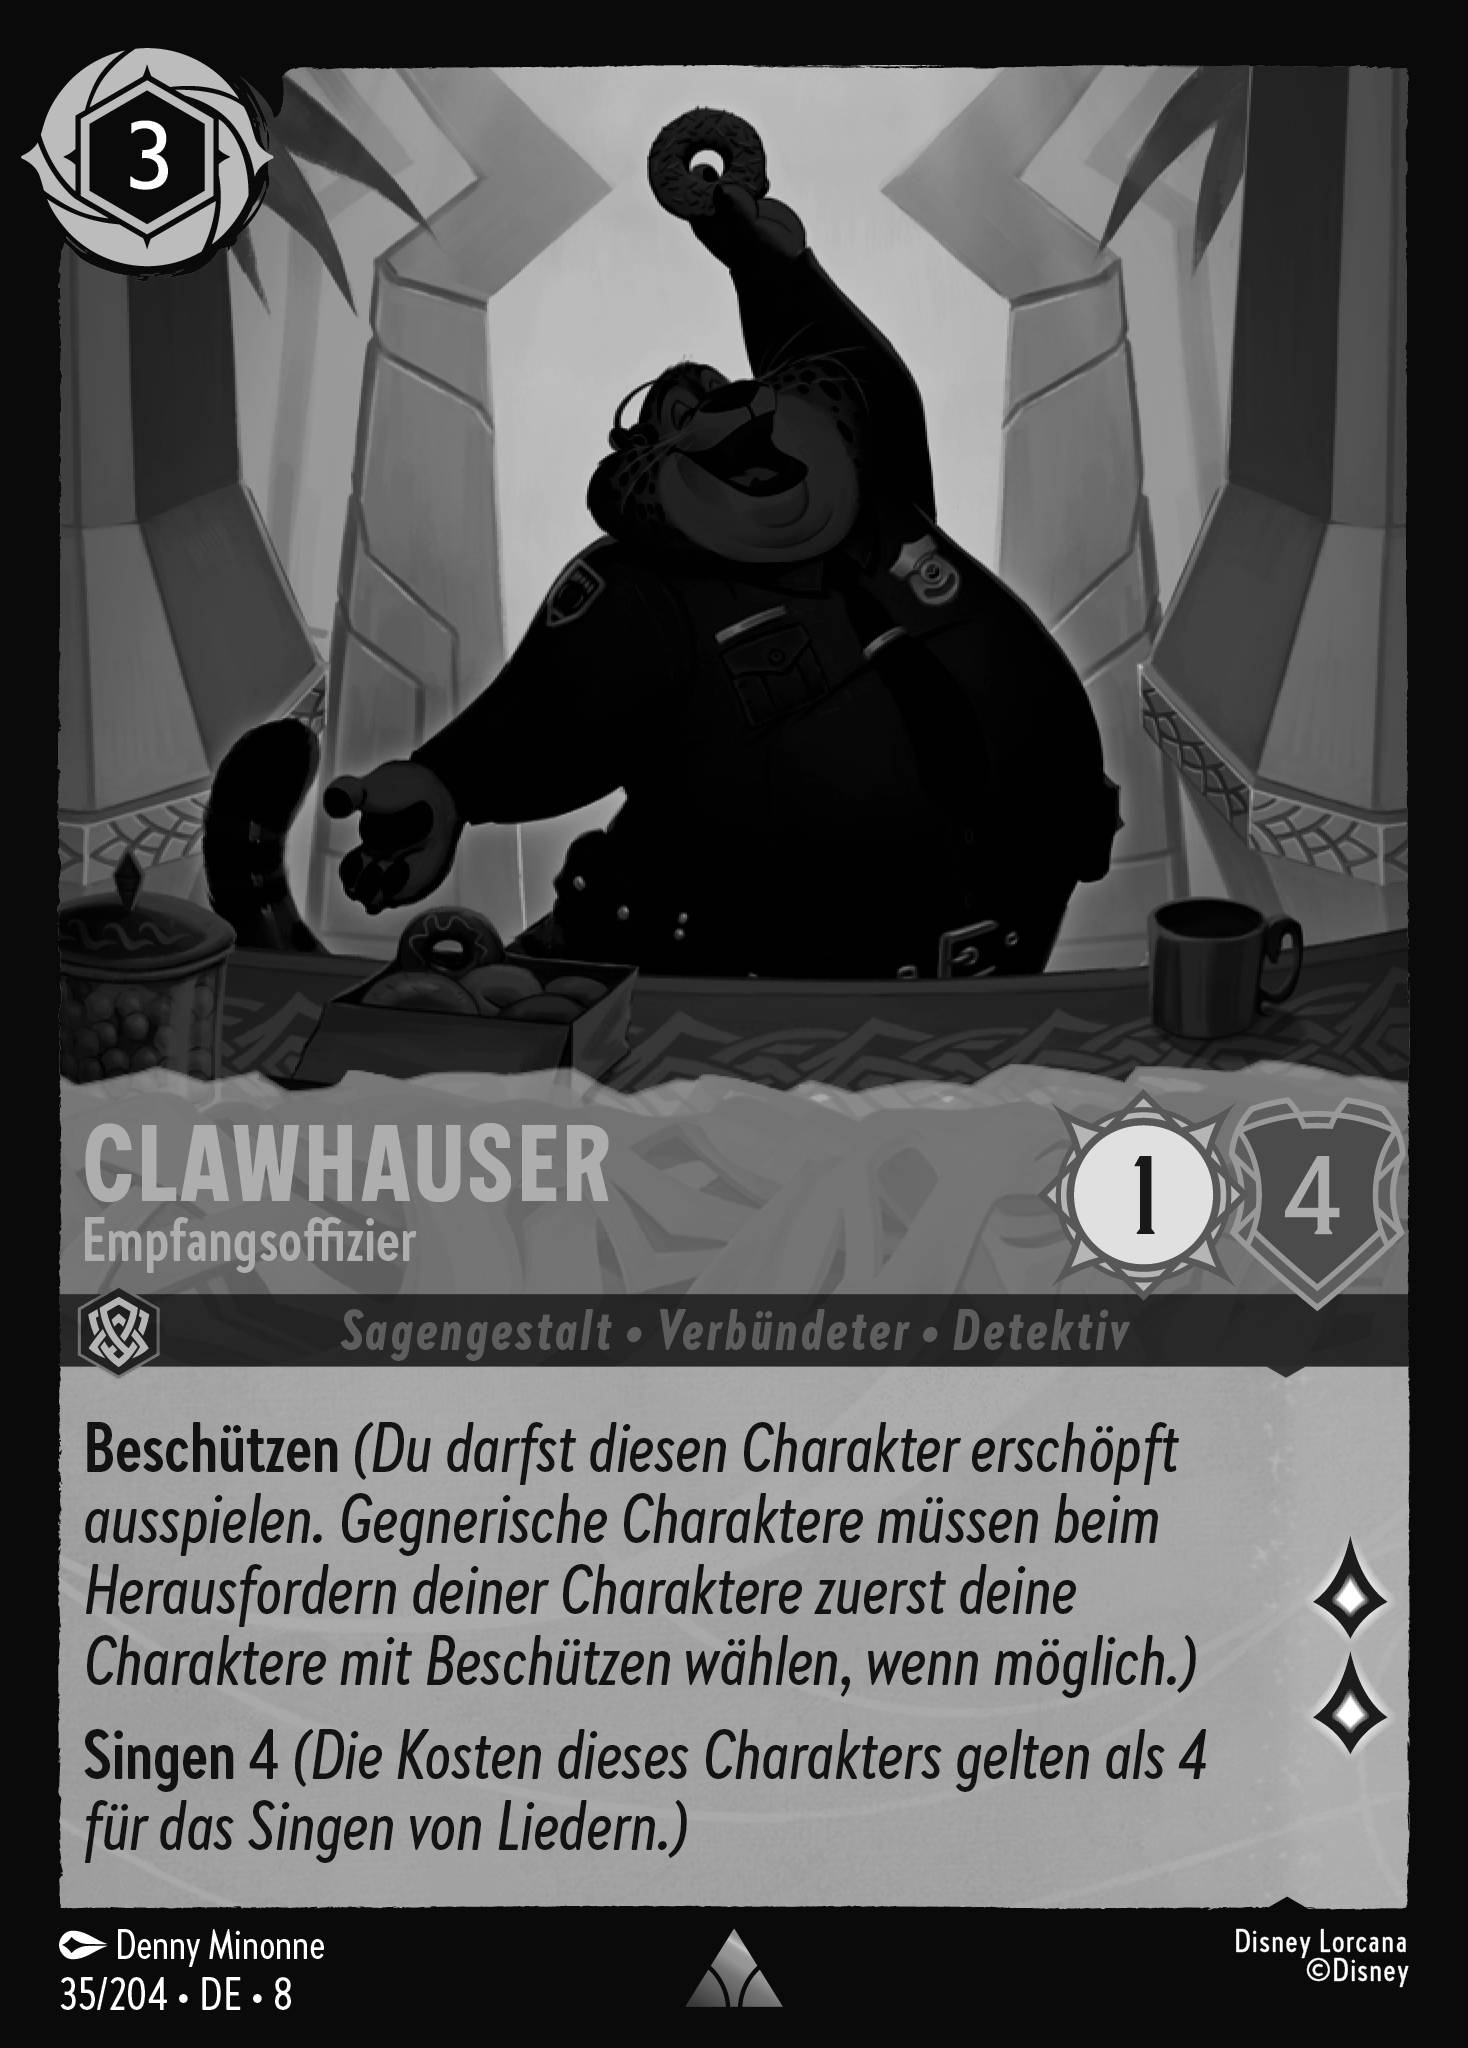 3
CLAWHAUSER
Empfangsoffizier
1
4
Sagengestalt • Verbündeter • Detektiv
Beschützen (Du darfst diesen Charakter erschöpft
ausspielen. Gegnerische Charaktere müssen beim
Herausfordern deiner Charaktere zuerst deine
Charaktere mit Beschützen wählen, wenn möglich.)
Singen 4 (Die Kosten dieses Charakters gelten als 4
für das Singen von Liedern.)
Denny Minonne
35/204 • DE • 8
Disney Lorcana
©Disney